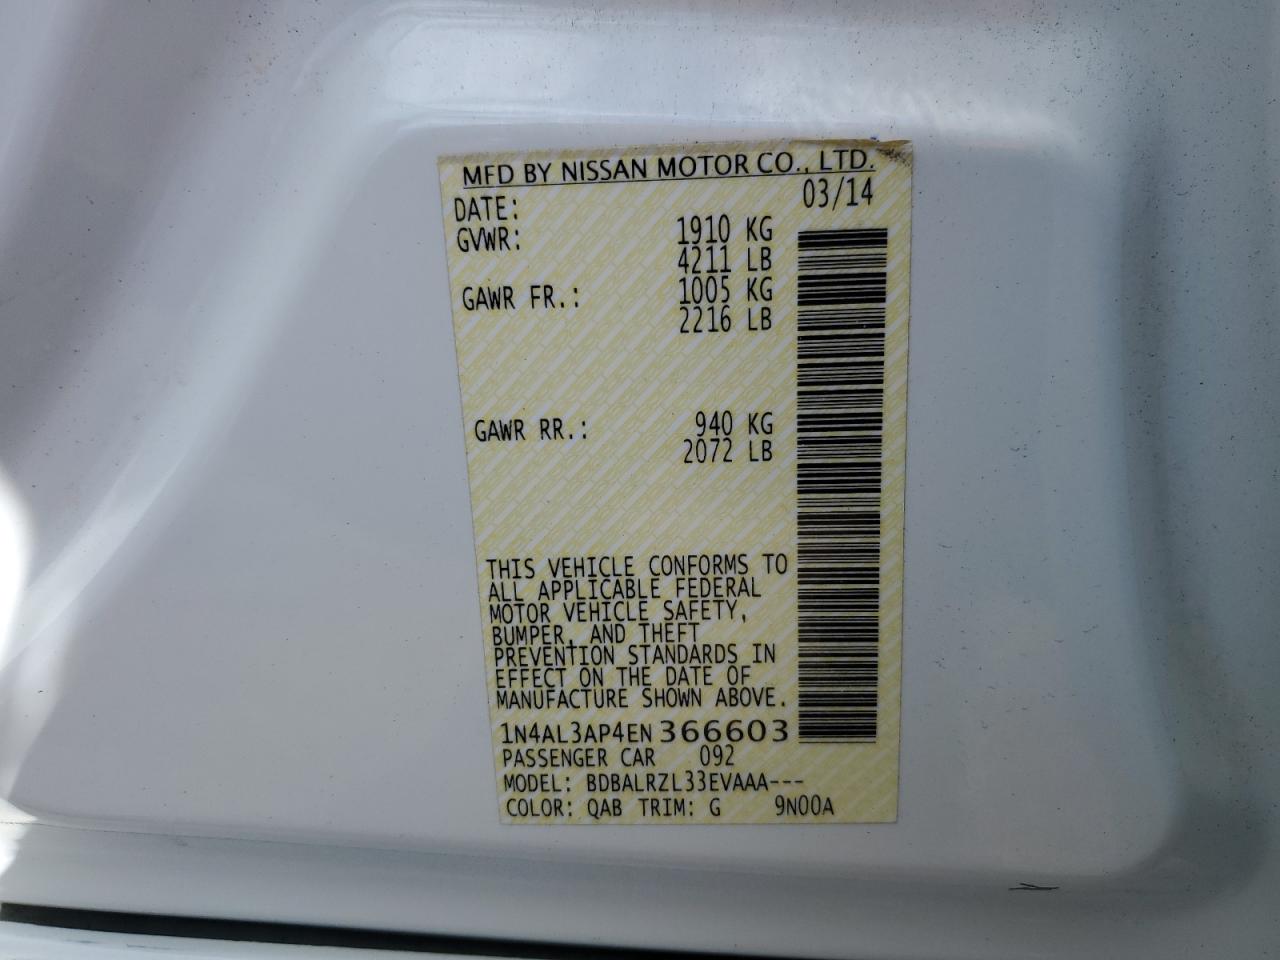 MFD BY NISSAN MOTOR CO., LTD.
DATE: 03/14
GVWR: 1910 KG
4211 LB
GAWR FR.: 1005 KG
2216 LB
GAWR RR.: 940 KG
2072 LB
THIS VEHICLE CONFORMS TO
ALL APPLICABLE FEDERAL
MOTOR VEHICLE SAFETY,
BUMPER, AND THEFT
PREVENTION STANDARDS IN
EFFECT ON THE DATE OF
MANUFACTURE SHOWN ABOVE.
1N4AL3AP4EN 366603
PASSENGER CAR 092
MODEL: BDBALRZL33EVAAA---
COLOR: QAB TRIM: G 9N00A